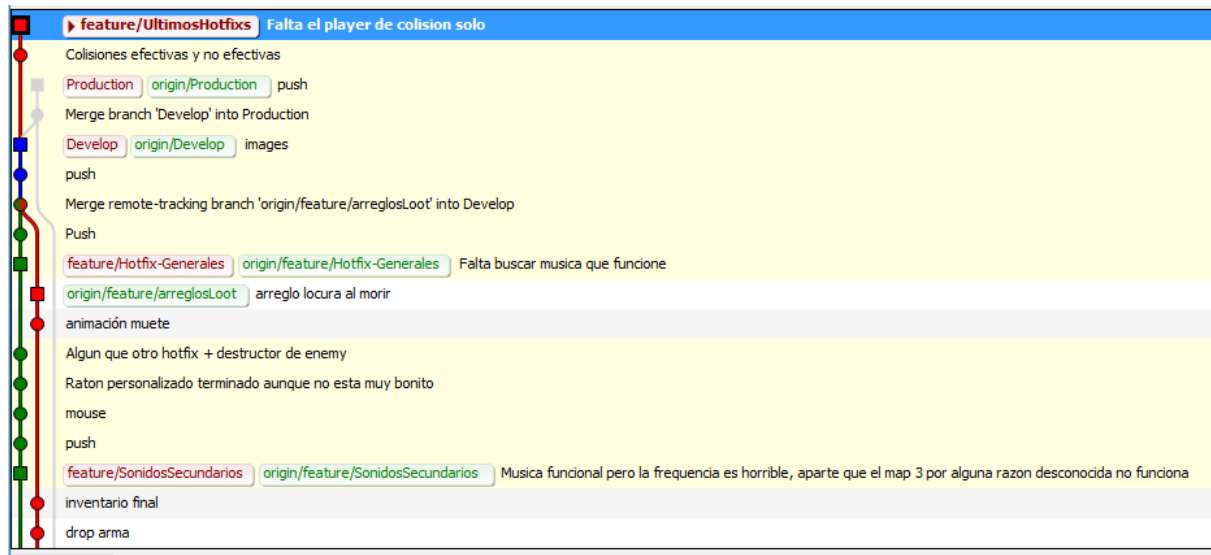 feature/UltimosHotfixs Falta el player de colision solo
Colisiones efectivas y no efectivas
Production origin/Production push
Merge branch 'Develop' into Production
Develop origin/Develop images
push
Merge remote-tracking branch 'origin/feature/arreglosLoot' into Develop
Push
feature/Hotfix-Generales origin/feature/Hotfix-Generales Falta buscar musica que funcione
origin/feature/arreglosLoot arreglo locura al morir
animación muete
Algun que otro hotfix + destructor de enemy
Raton personalizado terminado aunque no esta muy bonito
mouse
push
feature/SonidosSecundarios origin/feature/SonidosSecundarios Musica funcional pero la frequencia es horrible, aparte que el map 3 por alguna razon desconocida no funciona
inventario final
drop arma